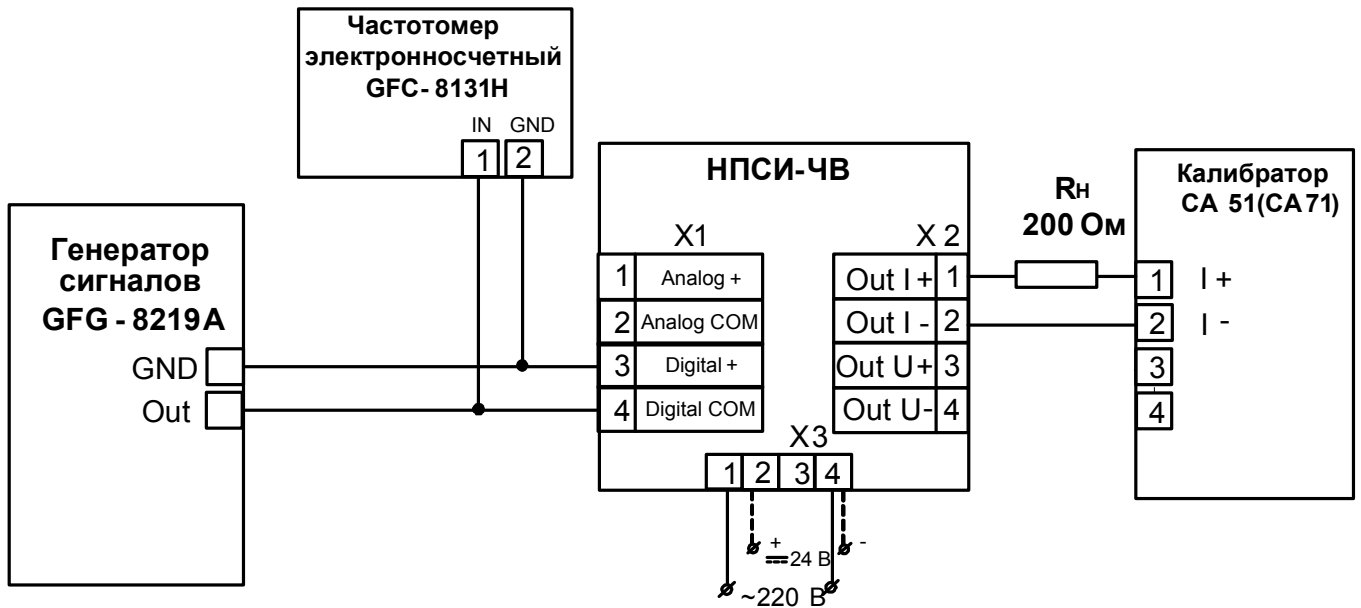 Частотомер
электронносчетный
GFC- 8131H
IN GND
1 2
Генератор
сигналов
GFG - 8219A
GND
Out
НПСИ-ЧВ
X1
1 Analog +
2 Analog COM
3 Digital +
4 Digital COM
X 2
Out I + 1
Out I - 2
Out U+ 3
Out U- 4
X3
1 2 3 4
+ 24 В -
~220 В
Rн
200 Ом
Калибратор
СА 51(СА71)
1 I +
2 I -
3
4